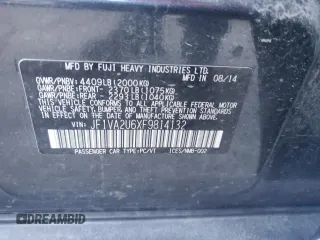 MFD BY FUJI HEAVY INDUSTRIES LTD. 08/14
GVWR/PNBV: 4409LB(2000KG)
GAWR/PNBE:FRONT- 2370LB(1075KG)
GAWR/PNBE:REAR - 2293LB(1040KG)
THIS VEHICLE CONFORMS TO ALL APPLICABLE
FEDERAL MOTOR VEHICLE SAFETY, BUMPER,
AND THEFT PREVENTION STANDARDS IN EFFECT
ON THE DATE OF MANUFACTURE SHOWN ABOVE.
VIN: JF1VA2U6XF9814132
PASSENGER CAR TYPE:PC/VT ICES/NMB-002
DREAMBID